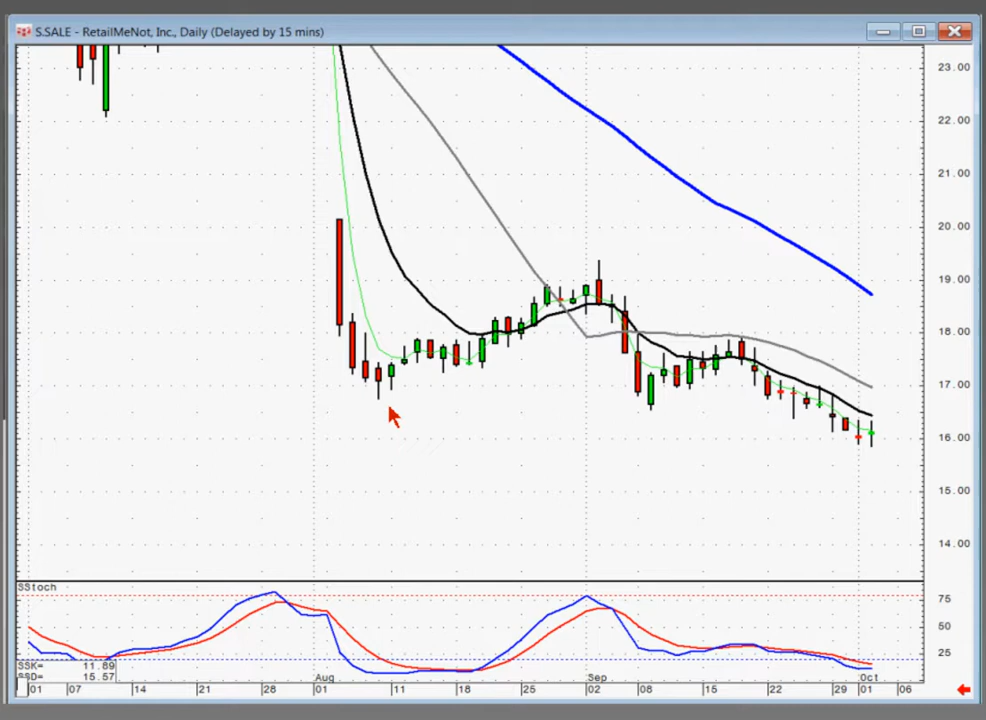 S.SALE - RetailMeNot, Inc., Daily (Delayed by 15 mins)
23.00
22.00
21.00
20.00
19.00
18.00
17.00
16.00
15.00
14.00
SStoch
75
50
25
SSK= 11.89
SSD= 15.57
Aug Sep Oct
01 07 14 21 28 01 11 18 25 02 08 15 22 29 01 06